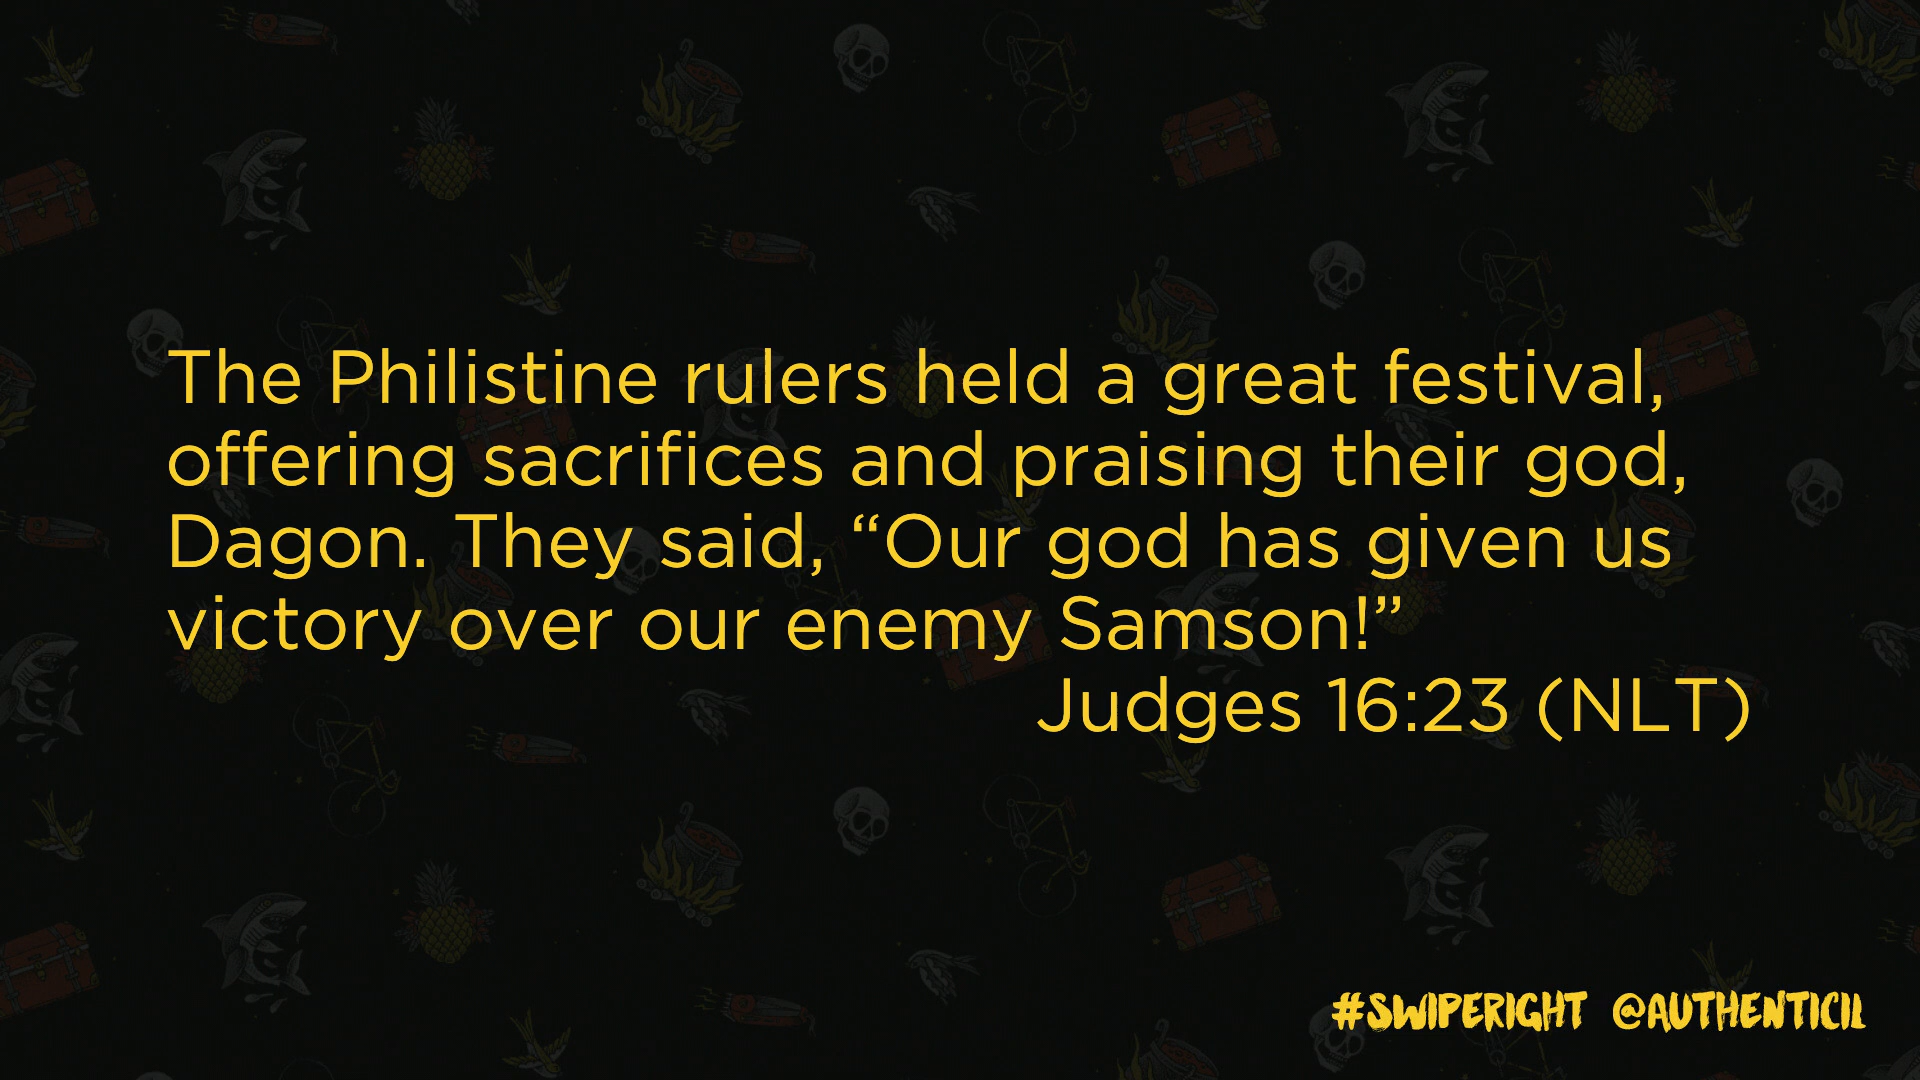 The Philistine rulers held a great festival,
offering sacrifices and praising their god,
Dagon. They said, “Our god has given us
victory over our enemy Samson!”
Judges 16:23 (NLT)
#SWIPERIGHT @AUTHENTICIL